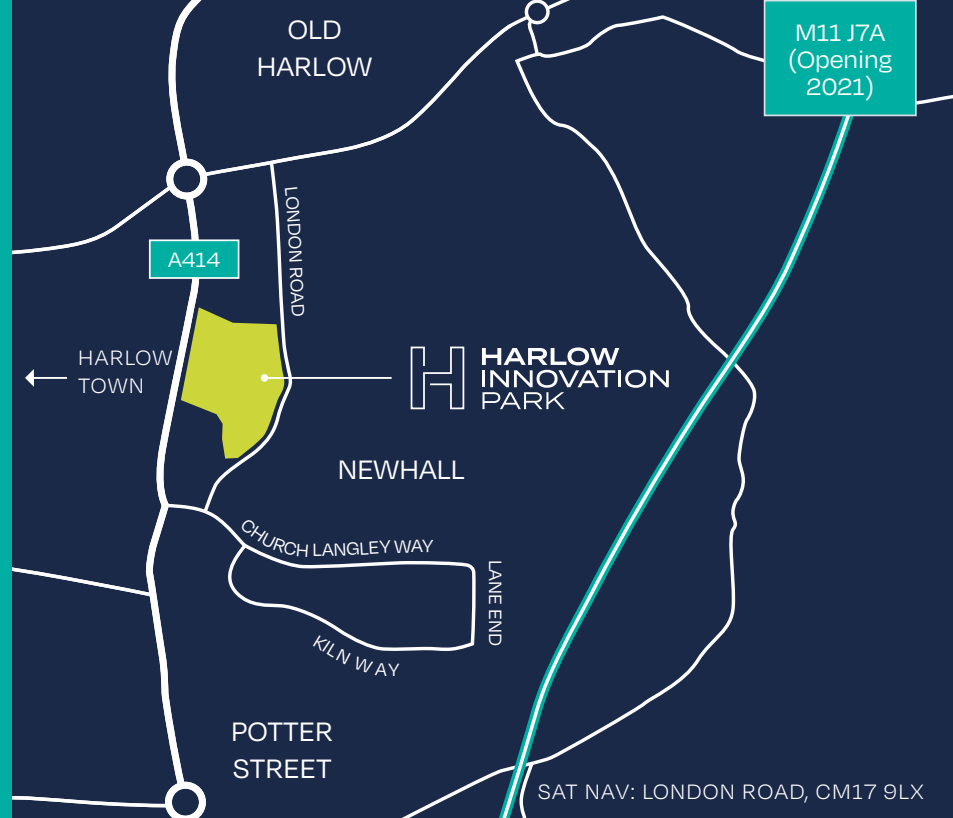 OLD
HARLOW
M11 J7A
(Opening
2021)
LONDON ROAD
A414
HARLOW
TOWN
HARLOW
INNOVATION
PARK
NEWHALL
CHURCH LANGLEY WAY
LANE END
KILN WAY
POTTER
STREET
SAT NAV: LONDON ROAD, CM17 9LX